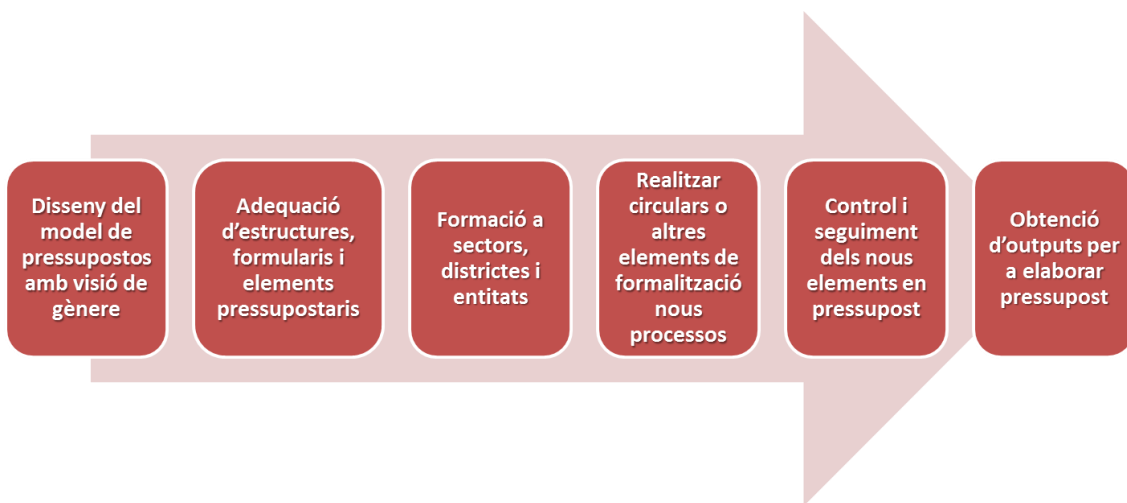 Disseny del
model de
pressupostos
amb visió de
gènere
Adequació
d'estructures,
formularis i
elements
pressupostaris
Formació a
sectors,
districtes i
entitats
Realitzar
circulars o
altres
elements de
formalització
nous
processos
Control i
seguiment
dels nous
elements en
pressupost
Obtenció
d'outputs per
a elaborar
pressupost